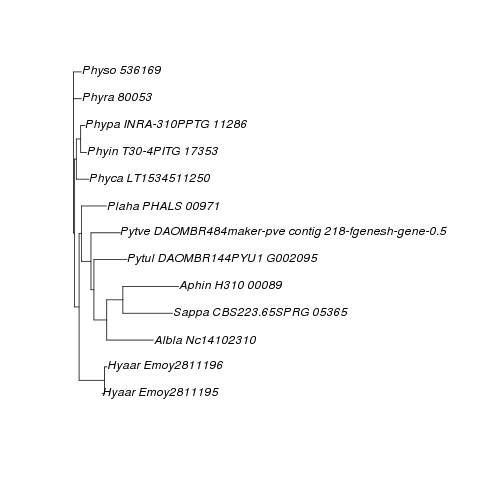 Physo 536169
Phyra 80053
Phypa INRA-310PPTG 11286
Phyin T30-4PITG 17353
Phyca LT1534511250
Plaha PHALS 00971
Pytve DAOMBR484maker-pve contig 218-fgenesh-gene-0.5
Pytul DAOMBR144PYU1 G002095
Aphin H310 00089
Sappa CBS223.65SPRG 05365
Albla Nc14102310
Hyaar Emoy2811196
Hyaar Emoy2811195